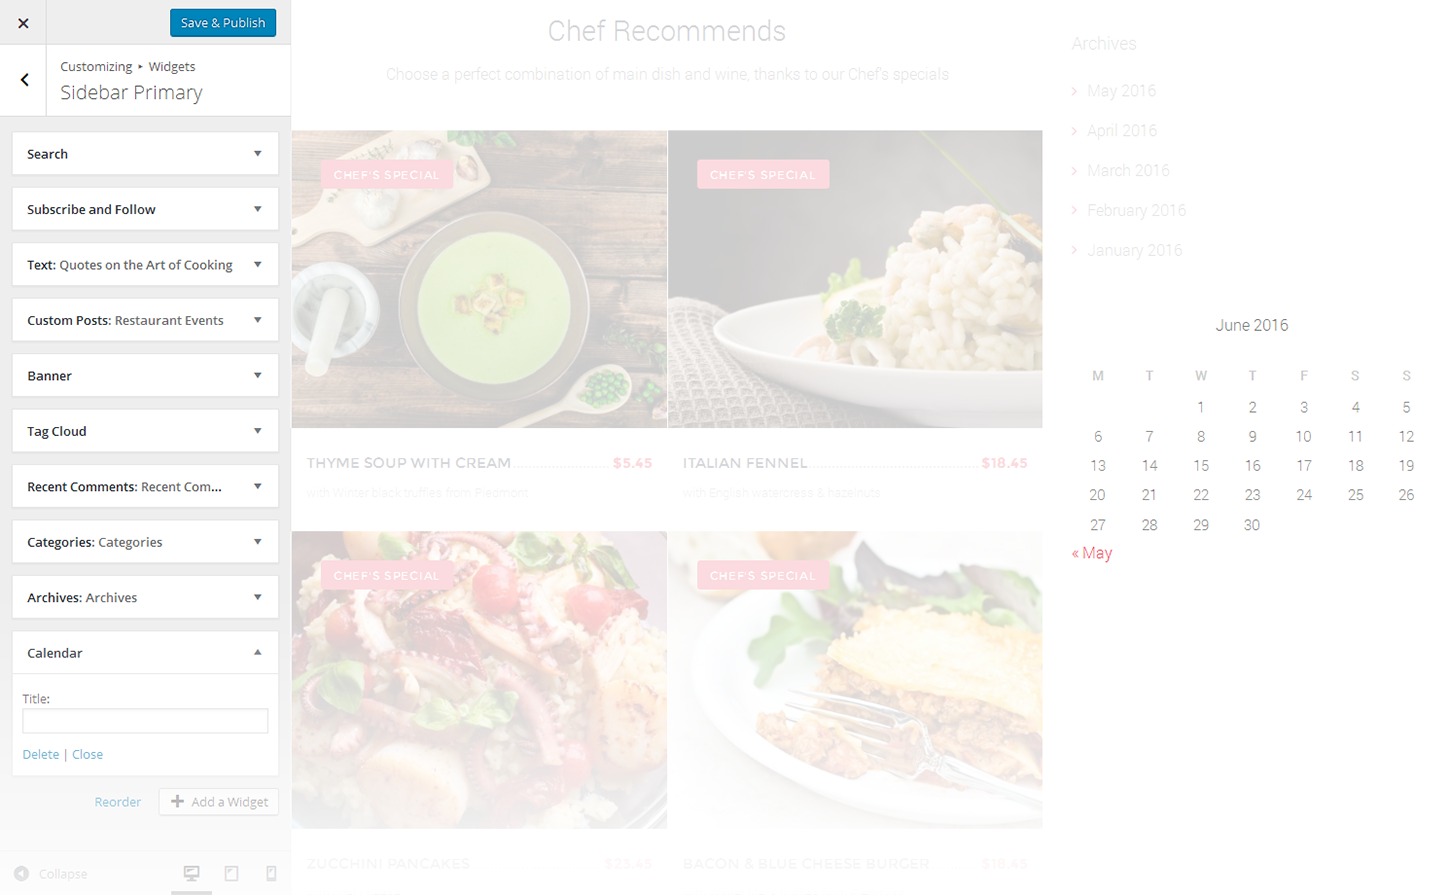 Save & Publish
Customizing ▸ Widgets
Sidebar Primary
Search
Subscribe and Follow
Text: Quotes on the Art of Cooking
Custom Posts: Restaurant Events
Banner
Tag Cloud
Recent Comments: Recent Com...
Categories: Categories
Archives: Archives
Calendar
Title:
Delete | Close
Reorder
Add a Widget
Collapse
Chef Recommends
Choose a perfect combination of main dish and wine, thanks to our Chef's specials
CHEF'S SPECIAL
THYME SOUP WITH CREAM $5.45
with Winter black truffles from Piedmont
CHEF'S SPECIAL
ITALIAN FENNEL $18.45
with English watercress & hazelnuts
CHEF'S SPECIAL
ZUCCHINI PANCAKES $23.45
CHEF'S SPECIAL
BACON & BLUE CHEESE BURGER $18.45
Archives
May 2016
April 2016
March 2016
February 2016
January 2016
June 2016
M T W T F S S
1 2 3 4 5
6 7 8 9 10 11 12
13 14 15 16 17 18 19
20 21 22 23 24 25 26
27 28 29 30
« May